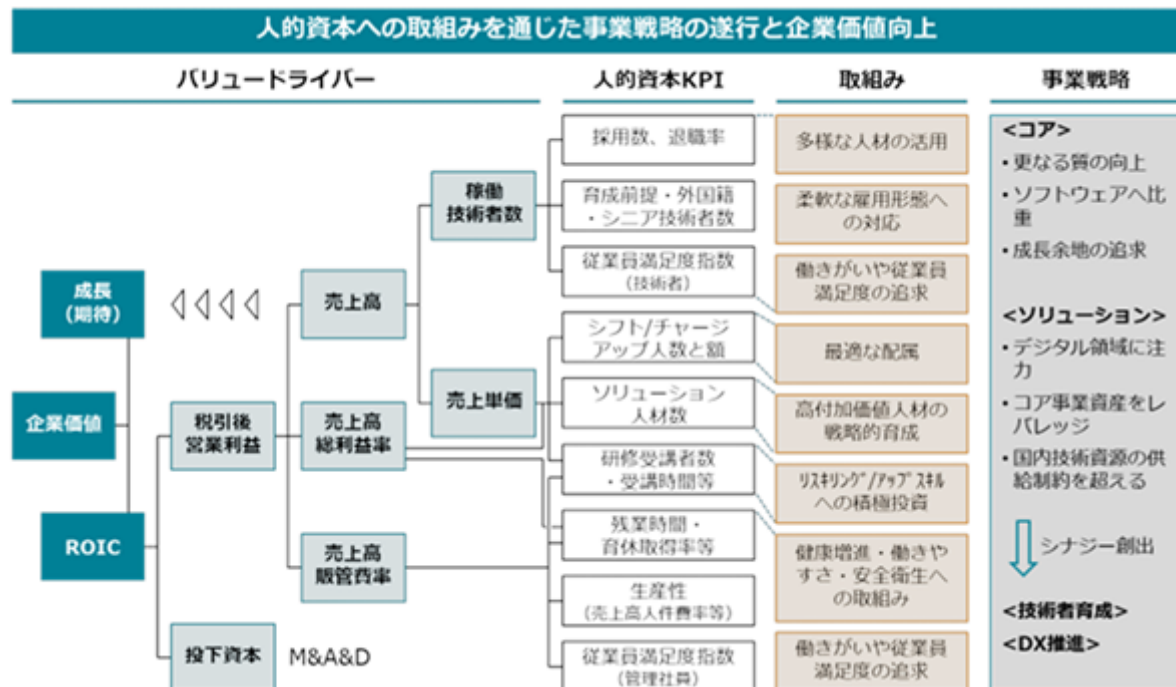 人的資本への取組みを通じた事業戦略の遂行と企業価値向上
バリュードライバー
人的資本KPI
取組み
事業戦略
企業価値
成長
(期待)
ROIC
税引後
営業利益
投下資本
M&A&D
売上高
売上高
総利益率
売上高
販管費率
稼働
技術者数
売上単価
採用数、退職率
育成前提・外国籍
・シニア技術者数
従業員満足度指数
(技術者)
シフト/チャージ
アップ人数と額
ソリューション
人材数
研修受講者数
・受講時間等
残業時間・
育休取得率等
生産性
(売上高人件費率等)
従業員満足度指数
(管理社員)
多様な人材の活用
柔軟な雇用形態へ
の対応
働きがいや従業員
満足度の追求
最適な配属
高付加価値人材の
戦略的育成
ﾘｽｷﾘﾝｸﾞ/ｱｯﾌﾟｽｷﾙ
への積極投資
健康増進・働きや
すさ・安全衛生へ
の取組み
働きがいや従業員
満足度の追求
<コア>
・更なる質の向上
・ソフトウェアへ比
重
・成長余地の追求
<ソリューション>
・デジタル領域に注
力
・コア事業資産をレ
バレッジ
・国内技術資源の供
給制約を超える
シナジー創出
<技術者育成>
<DX推進>